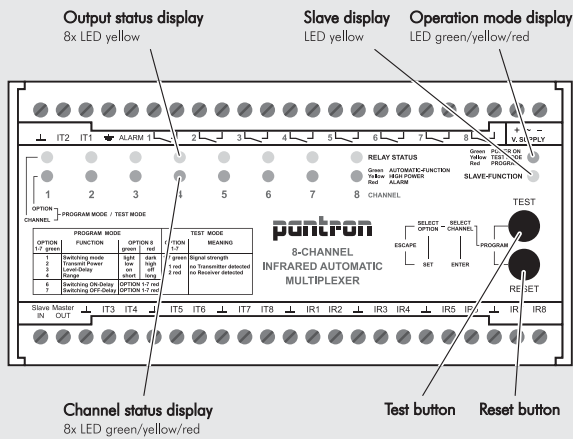 Output status display
8x LED yellow
Slave display
LED yellow
Operation mode display
LED green/yellow/red
⊥ IT2 IT1 ALARM 1 2 3 4 5 6 7 8 + ~ – ~
V. SUPPLY
RELAY STATUS
Green POWER ON
Yellow TEST MODE
Red PROGRAM
Green AUTOMATIC-FUNCTION
Yellow HIGH POWER
Red ALARM
SLAVE-FUNCTION
1 2 3 4 5 6 7 8 CHANNEL
OPTION
CHANNEL
PROGRAM MODE / TEST MODE
TEST
PROGRAM MODE
TEST MODE
OPTION 1-7 green
FUNCTION
OPTION 8
green red
OPTION 1-7
MEANING
1 Switching mode light dark
2 Transmit Power low high
3 Level-Delay on off
4 Range short long
6 Switching ON-Delay OPTION 1-7 red
7 Switching OFF-Delay OPTION 1-7 red
green Signal strength
1 red no Transmitter detected
2 red no Receiver detected
pantron
8-CHANNEL
INFRARED AUTOMATIC
MULTIPLEXER
SELECT OPTION
SELECT CHANNEL
ESCAPE
PROGRAM
SET
ENTER
RESET
Slave IN
Master OUT
⊥ IT3 IT4 ⊥ IT5 IT6 ⊥ IT7 IT8 ⊥ IR1 IR2 ⊥ IR3 IR4 ⊥ IR5 IR6 ⊥ IR IR8
Channel status display
8x LED green/yellow/red
Test button
Reset button